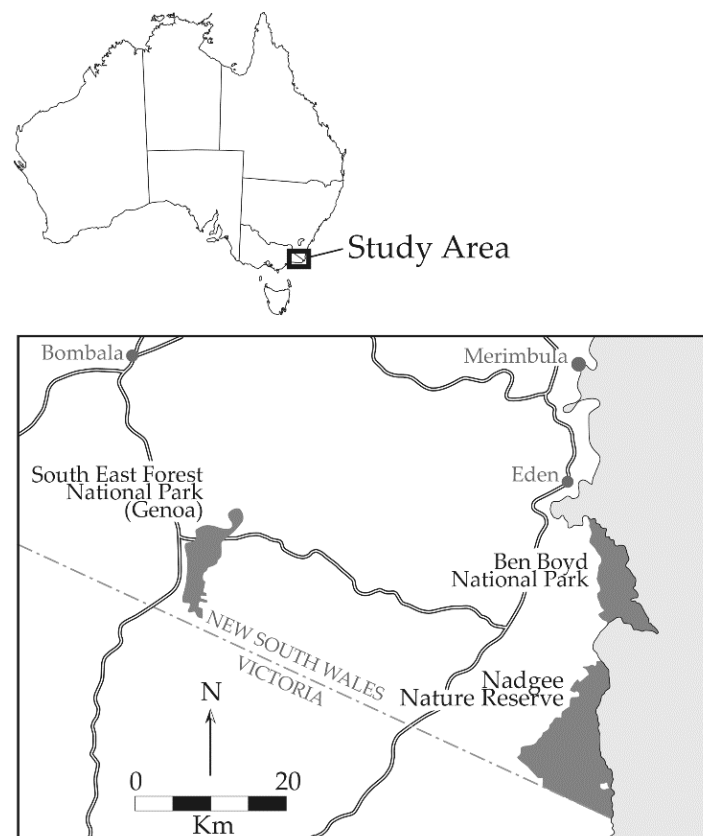 Study Area
Bombala
Merimbula
South East Forest
National Park
(Genoa)
Eden
Ben Boyd
National Park
NEW SOUTH WALES
VICTORIA
Nadgee
Nature Reserve
N
0 20
Km